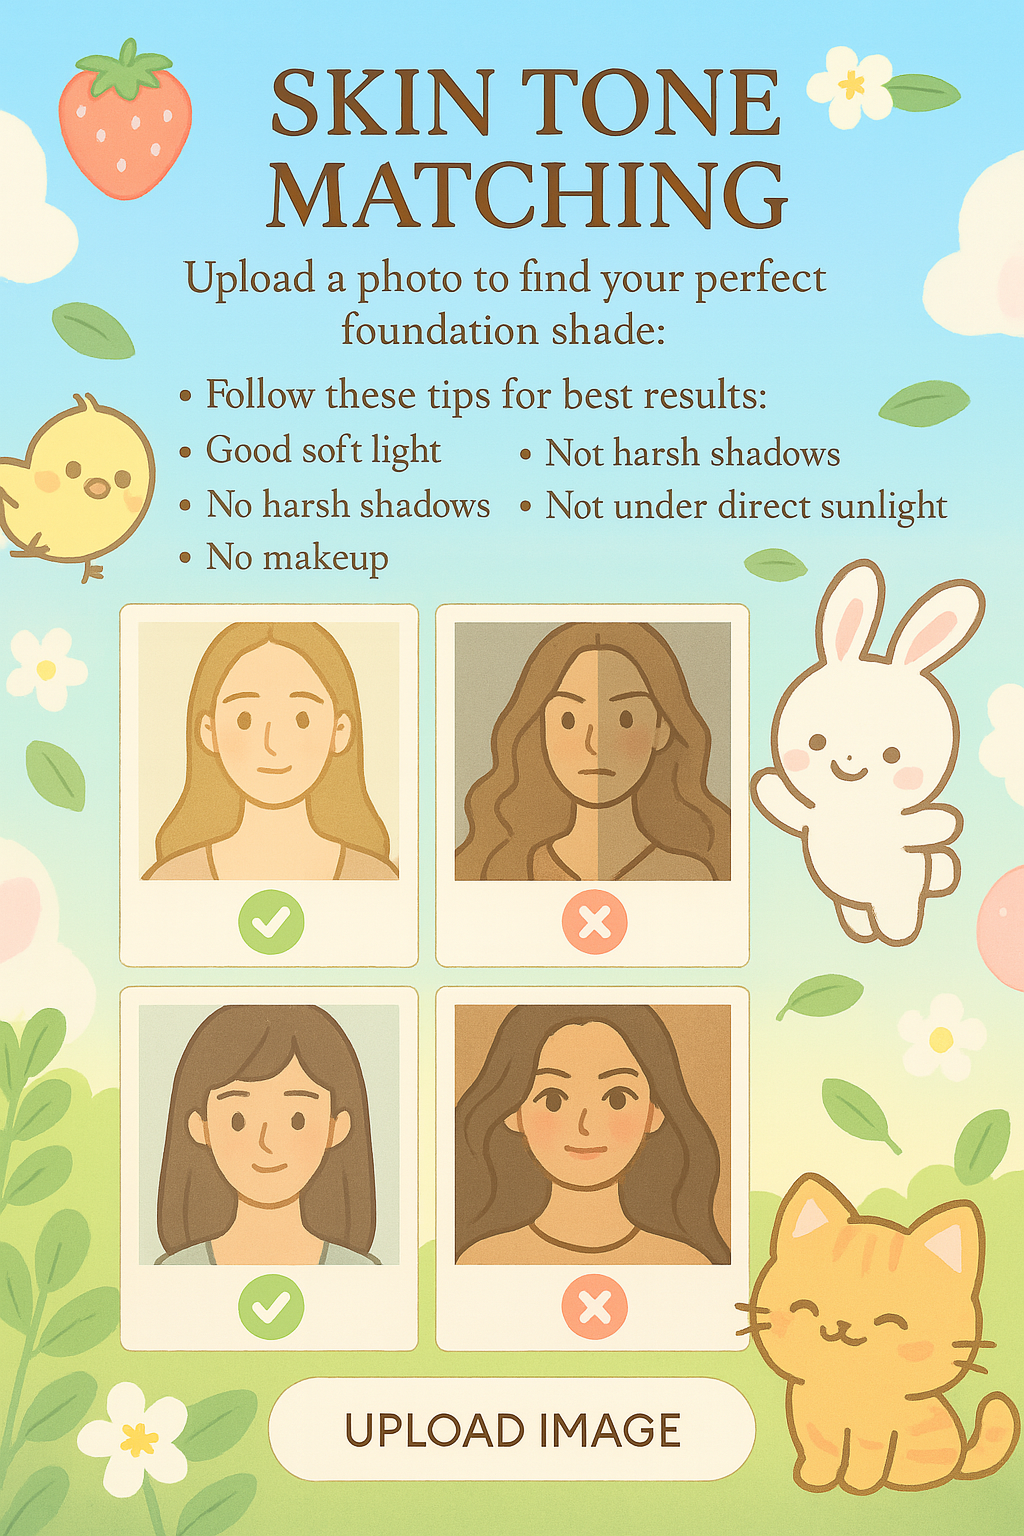 SKIN TONE
MATCHING
Upload a photo to find your perfect
foundation shade:
• Follow these tips for best results:
• Good soft light
• No harsh shadows
• No makeup
• Not harsh shadows
• Not under direct sunlight
UPLOAD IMAGE